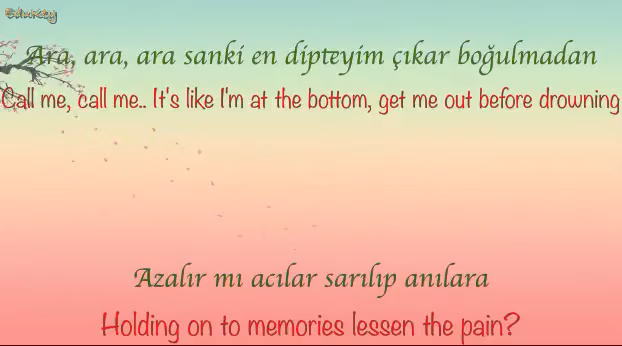 Ara, ara, ara sanki en dipteyim çıkar boğulmadan
Call me, call me.. It's like I'm at the bottom, get me out before drowning
Azalır mı acılar sarılıp anılara
Holding on to memories lessen the pain?